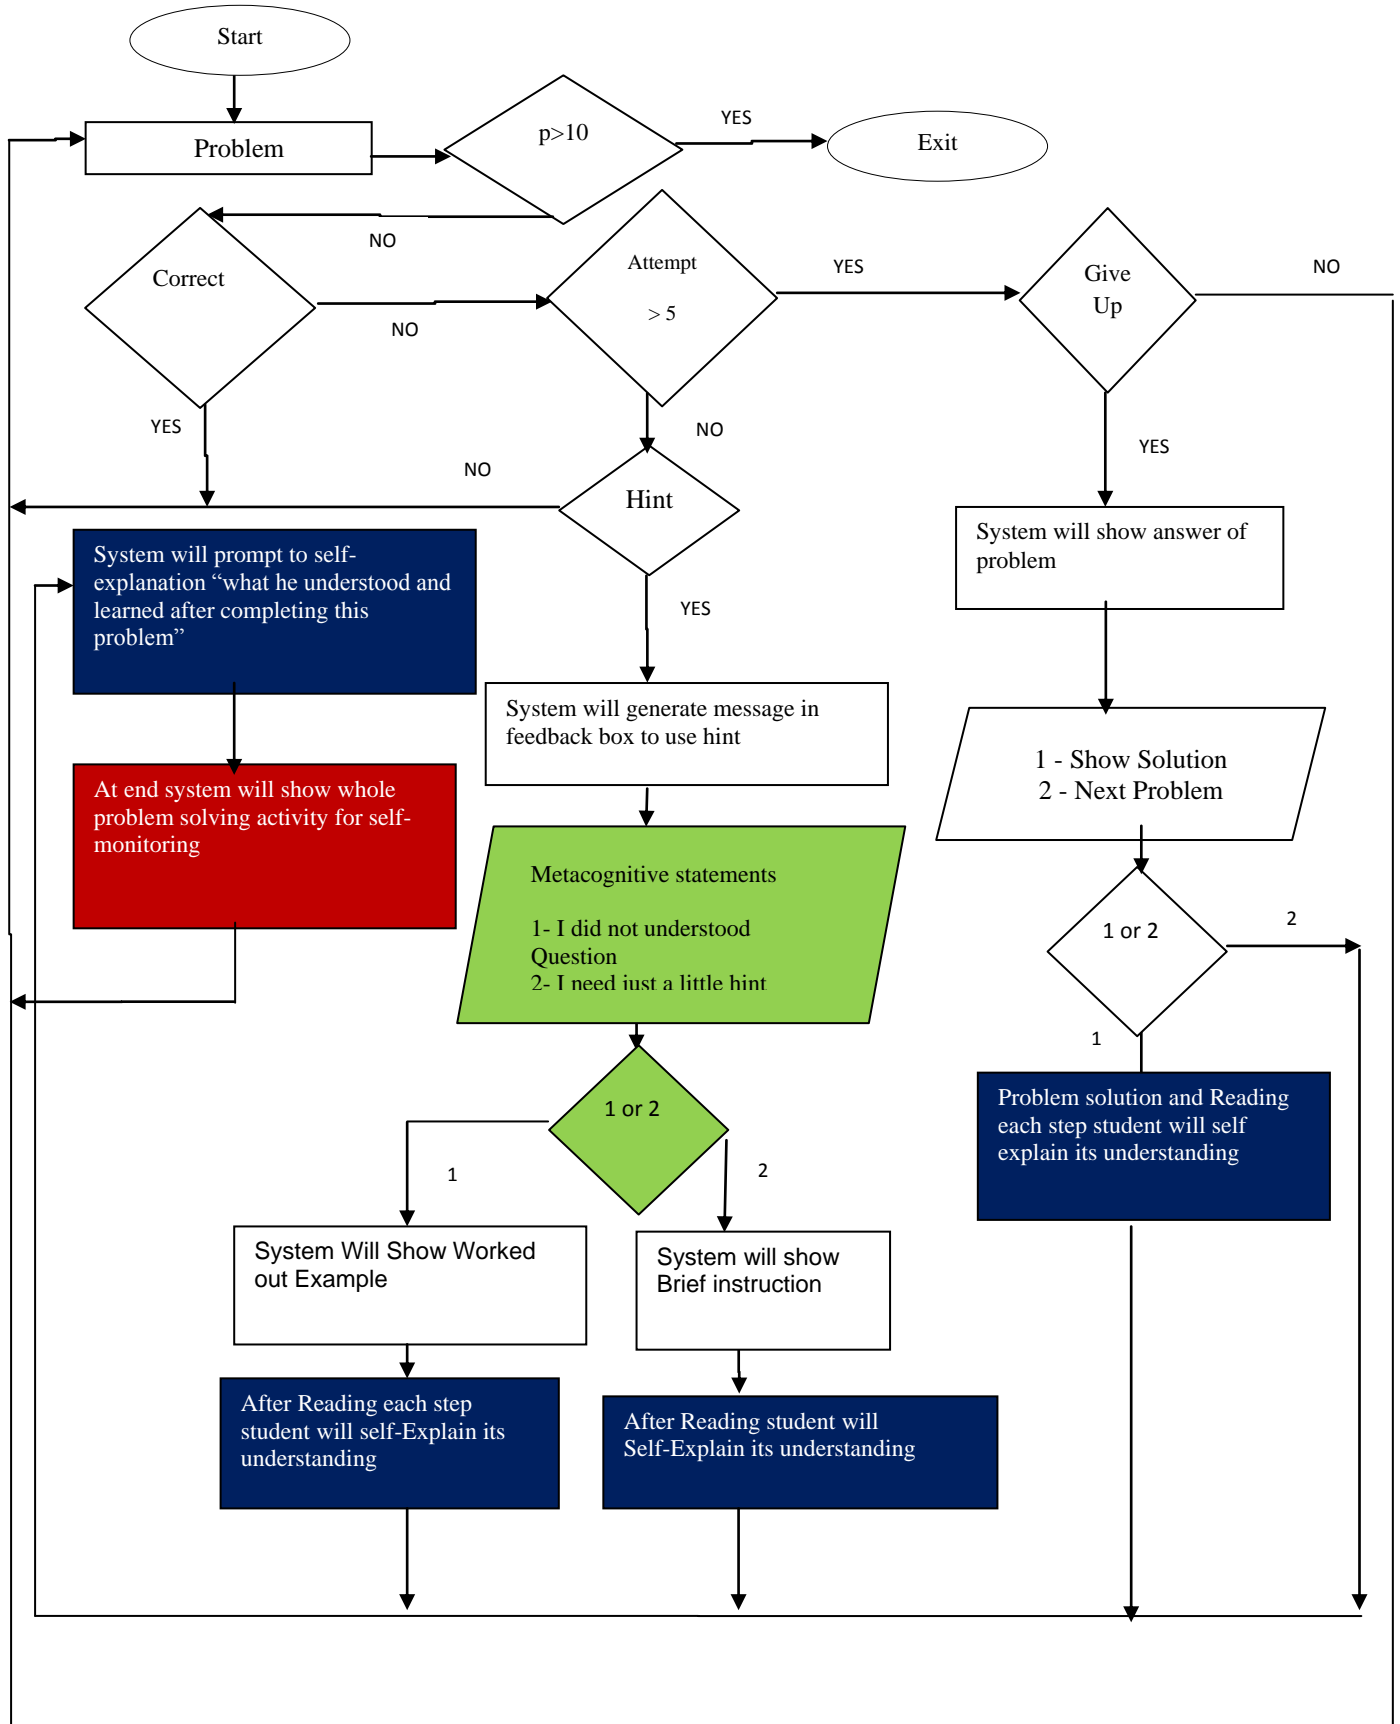 Start
Problem
p>10
YES
Exit
NO
Correct
NO
Attempt
> 5
YES
Give
Up
NO
YES
NO
NO
Hint
YES
YES
System will show answer of
problem
System will prompt to self-
explanation “what he understood and
learned after completing this
problem”
System will generate message in
feedback box to use hint
1 - Show Solution
2 - Next Problem
At end system will show whole
problem solving activity for self-
monitoring
Metacognitive statements
1- I did not understood
Question
2- I need just a little hint
1 or 2
2
1
1 or 2
1
2
Problem solution and Reading
each step student will self
explain its understanding
System Will Show Worked
out Example
System will show
Brief instruction
After Reading each step
student will self-Explain its
understanding
After Reading student will
Self-Explain its understanding